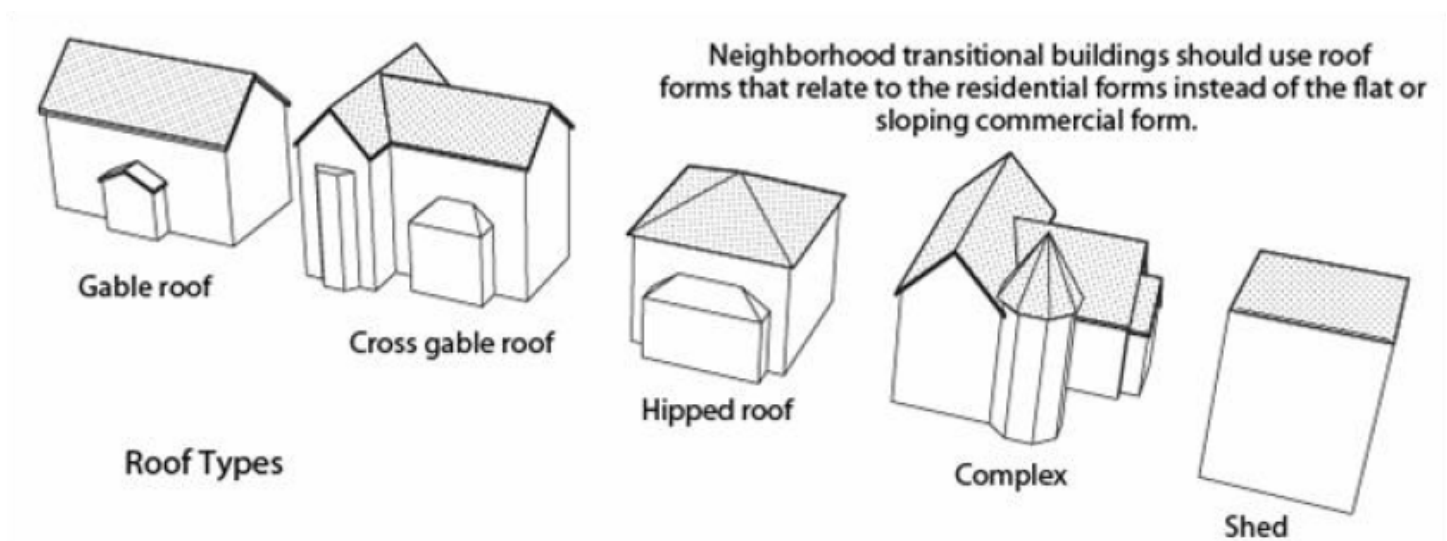 Neighborhood transitional buildings should use roof
forms that relate to the residential forms instead of the flat or
sloping commercial form.
Gable roof
Cross gable roof
Hipped roof
Complex
Shed
Roof Types